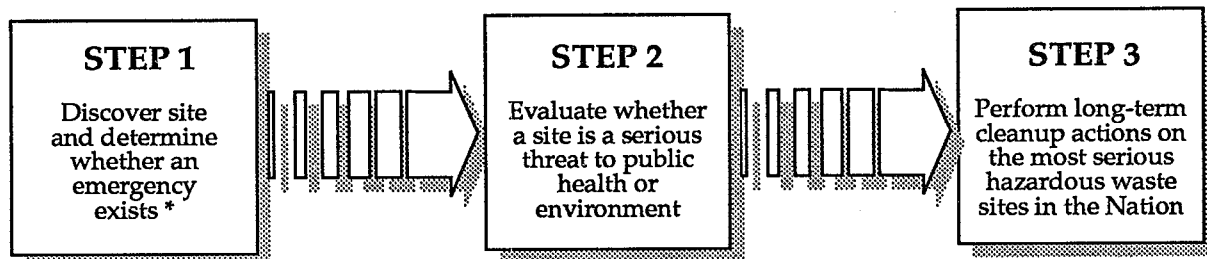 STEP 1
Discover site
and determine
whether an
emergency
exists *
STEP 2
Evaluate whether
a site is a serious
threat to public
health or
environment
STEP 3
Perform long-term
cleanup actions on
the most serious
hazardous waste
sites in the Nation